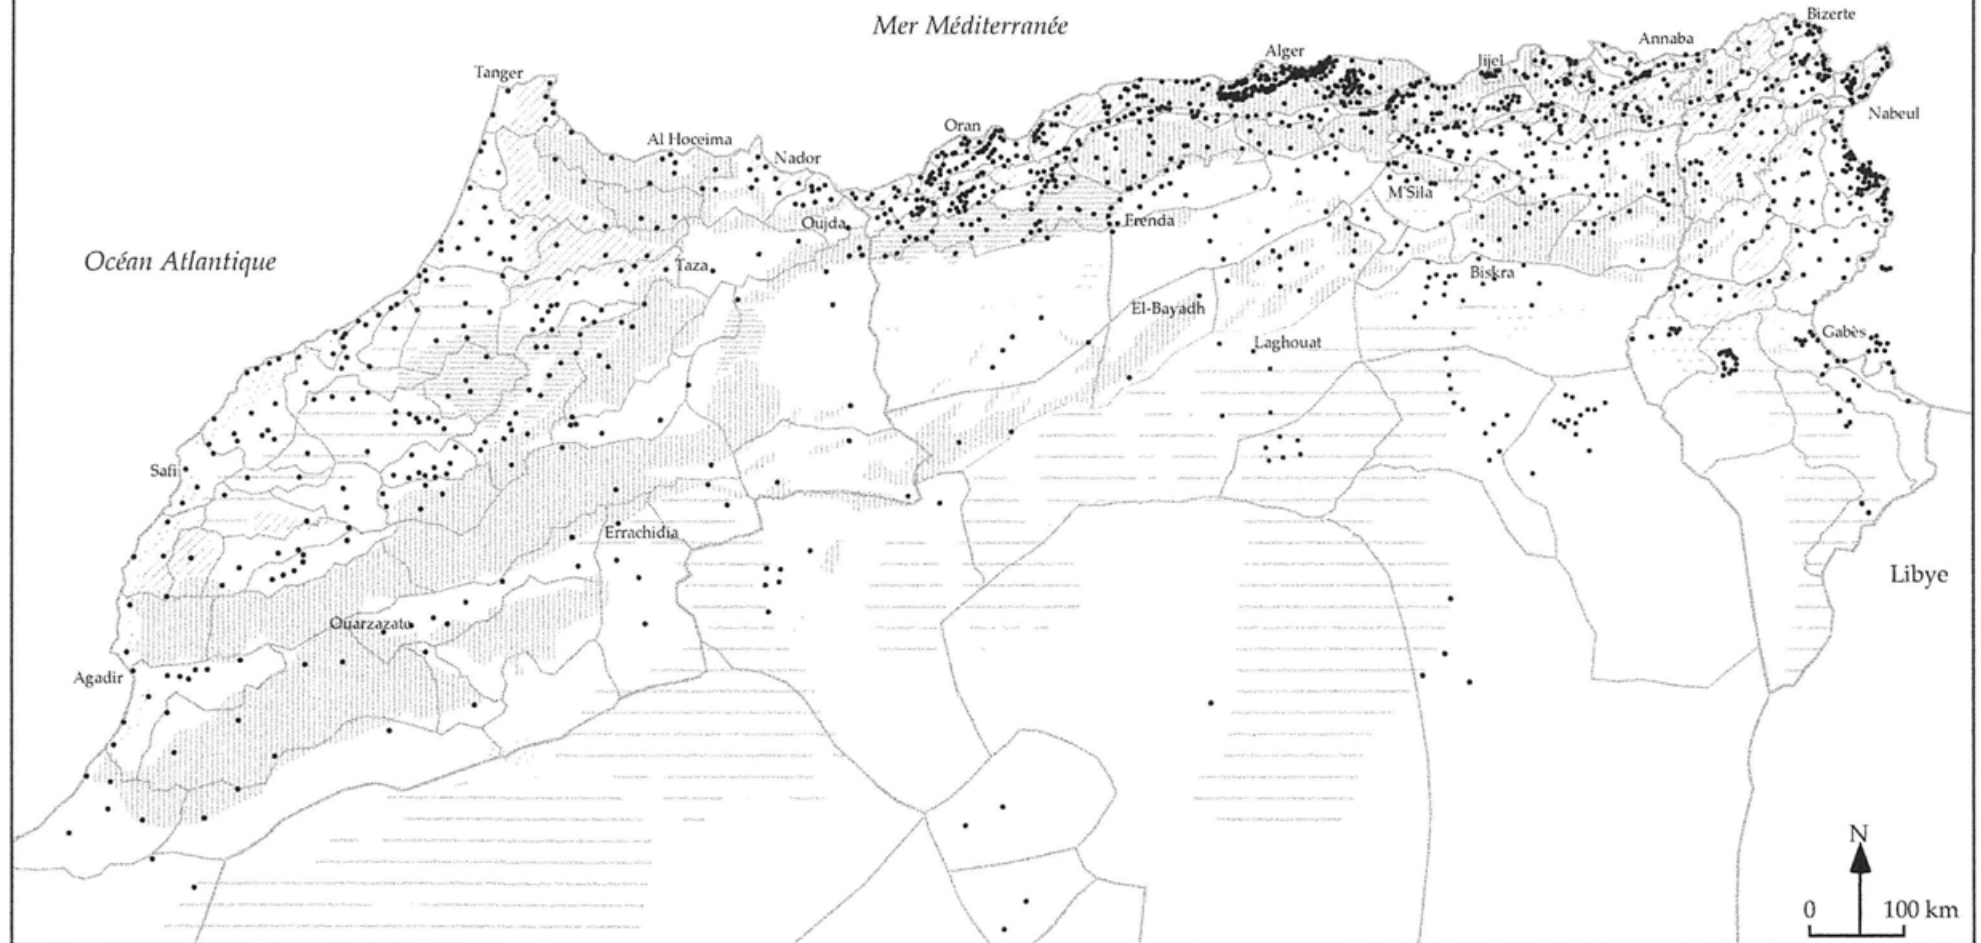 Mer Méditerranée
Bizerte
Annaba
Alger
Jijel
Tanger
Nabeul
Oran
Al Hoceima
Nador
M'Sila
Oujda
Frenda
Océan Atlantique
Taza
Biskra
El-Bayadh
Gabès
Laghouat
Safi
Errachidia
Libye
Ouarzazate
Agadir
N
0 100 km